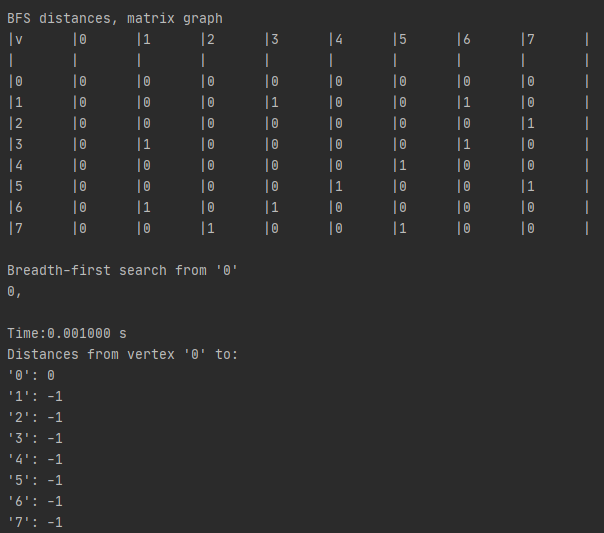 BFS distances, matrix graph
|v |0 |1 |2 |3 |4 |5 |6 |7 |
| | | | | | | | | |
|0 |0 |0 |0 |0 |0 |0 |0 |0 |
|1 |0 |0 |0 |1 |0 |0 |1 |0 |
|2 |0 |0 |0 |0 |0 |0 |0 |1 |
|3 |0 |1 |0 |0 |0 |0 |1 |0 |
|4 |0 |0 |0 |0 |0 |1 |0 |0 |
|5 |0 |0 |0 |0 |1 |0 |0 |1 |
|6 |0 |1 |0 |1 |0 |0 |0 |0 |
|7 |0 |0 |1 |0 |0 |1 |0 |0 |
Breadth-first search from '0'
0,
Time:0.001000 s
Distances from vertex '0' to:
'0': 0
'1': -1
'2': -1
'3': -1
'4': -1
'5': -1
'6': -1
'7': -1